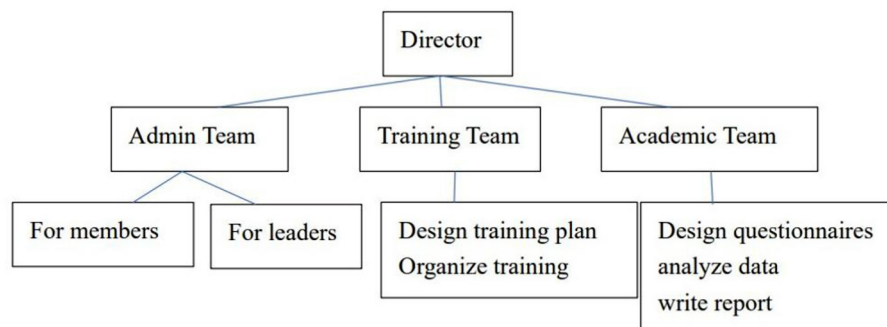 Director
Admin Team
Training Team
Academic Team
For members
For leaders
Design training plan
Organize training
Design questionnaires
analyze data
write report